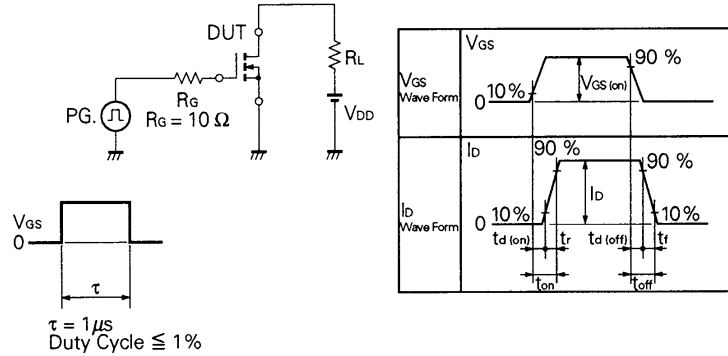 DUT
RL
RG
RG = 10 Ω
PG.
VDD
VGS
0
τ
τ = 1μs
Duty Cycle ≦ 1%
VGS
Wave Form
VGS
10 %
0
VGS (on)
90 %
ID
Wave Form
ID
90 %
90 %
ID
10 %
0
10 %
td (on)
tr
td (off)
tf
ton
toff